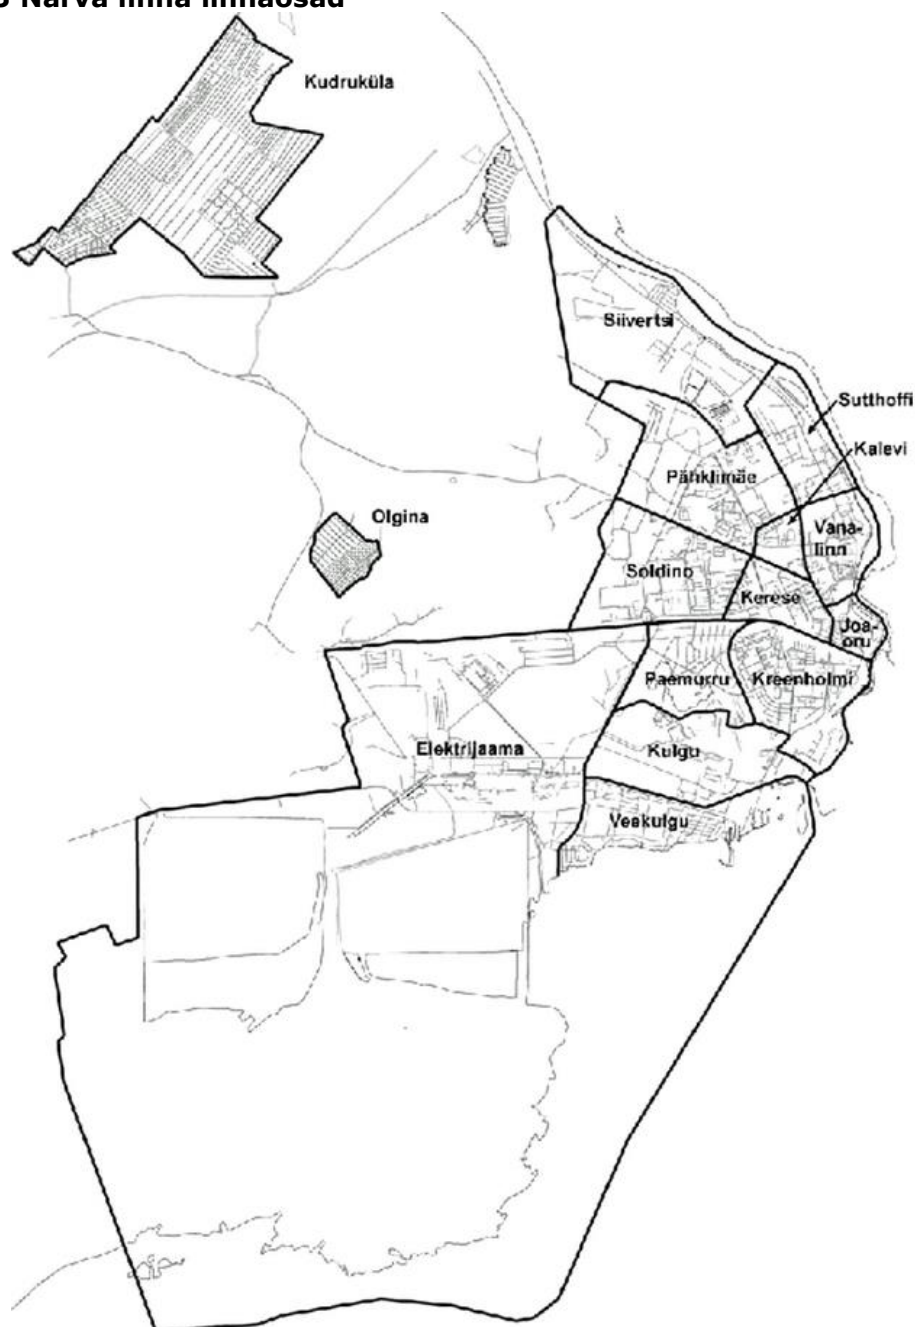 Narva linna linnaosad
Kudruküla
Siivertsi
Sutthoffi
Kalevi
Pähklimäe
Vana-
linn
Olgina
Soldino
Kerese
Joa-
oru
Paemurru
Kreenholmi
Elektrijaama
Kulgu
Veekulgu